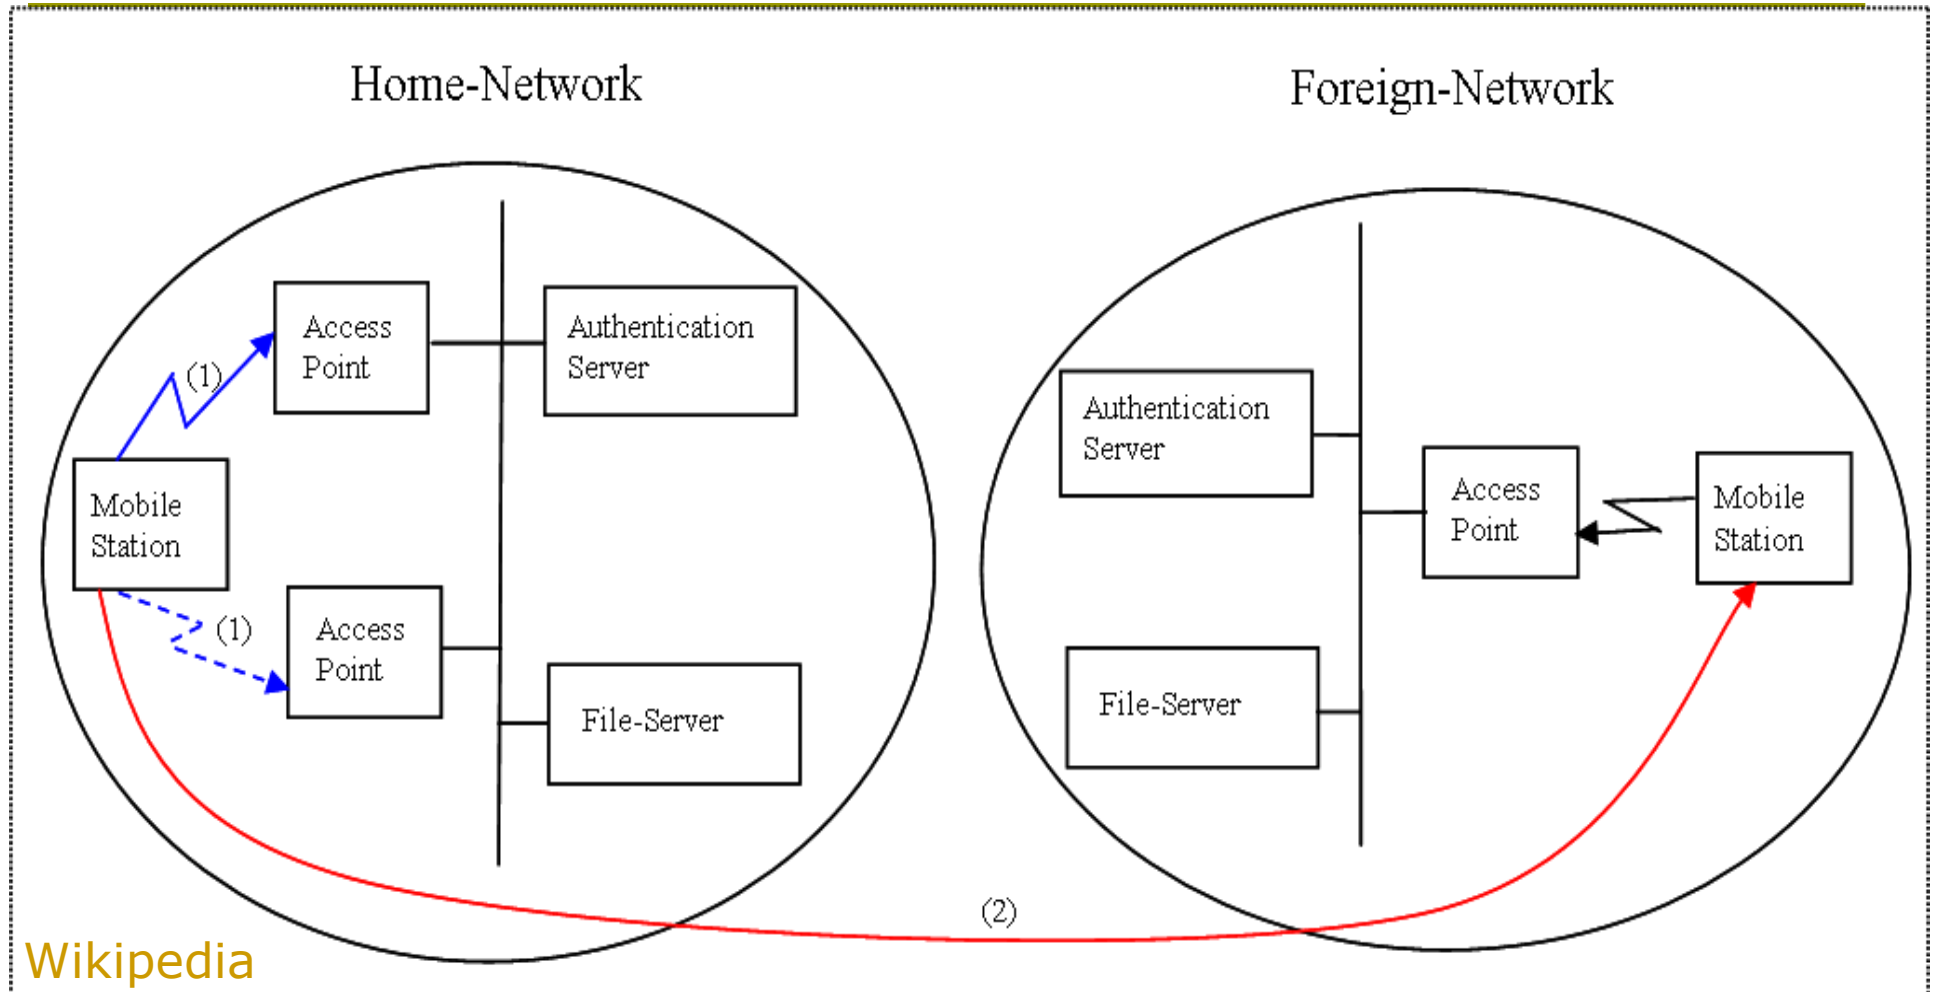 Home-Network
Foreign-Network
Access
Point
(1)
Authentication
Server
Mobile
Station
(1)
Access
Point
File-Server
Authentication
Server
Access
Point
Mobile
Station
File-Server
(2)
Wikipedia